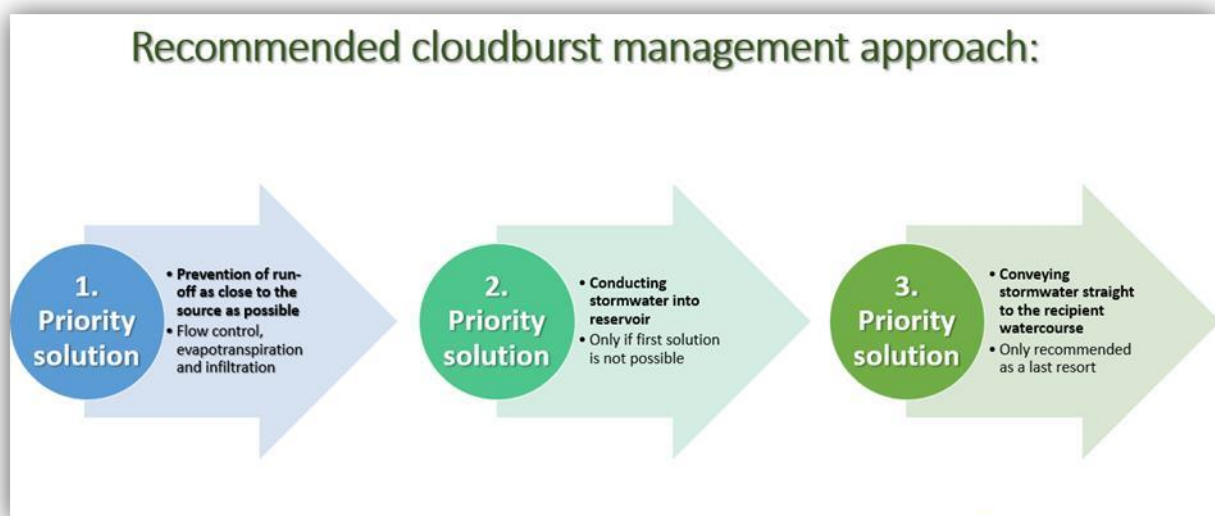 Recommended cloudburst management approach:
1.
Priority
solution
• Prevention of run-
off as close to the
source as possible
• Flow control,
evapotranspiration
and infiltration
2.
Priority
solution
• Conducting
stormwater into
reservoir
• Only if first solution
is not possible
3.
Priority
solution
• Conveying
stormwater straight
to the recipient
watercourse
• Only recommended
as a last resort